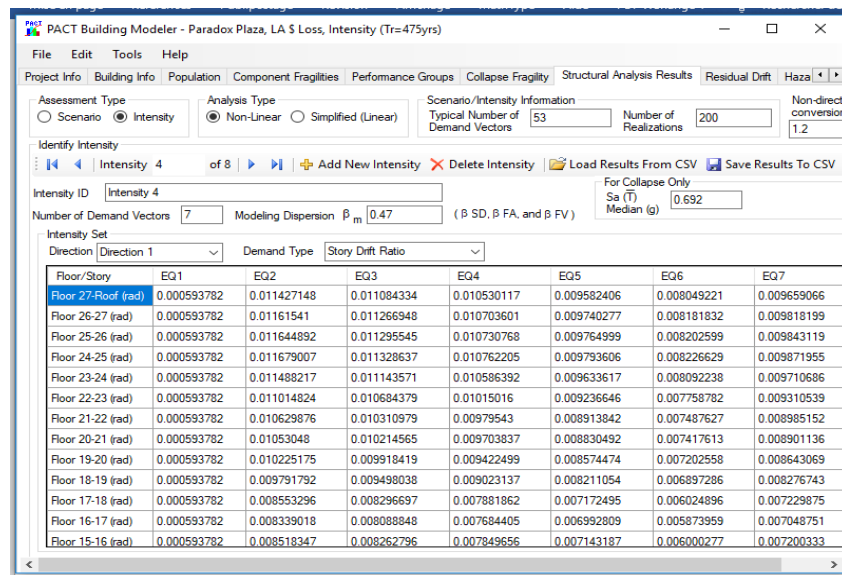 PACT Building Modeler - Paradox Plaza, LA $ Loss, Intensity (Tr=475yrs)
File Edit Tools Help
Project Info Building Info Population Component Fragilities Performance Groups Collapse Fragility Structural Analysis Results Residual Drift Haza
Assessment Type Analysis Type Scenario/Intensity Information Non-direct
Scenario Intensity Non-Linear Simplified (Linear) Typical Number of Demand Vectors 53 Number of Realizations 200 conversion 1.2
Identify Intensity
Intensity 4 of 8 Add New Intensity Delete Intensity Load Results From CSV Save Results To CSV
Intensity ID Intensity 4 For Collapse Only
Number of Demand Vectors 7 Modeling Dispersion β m 0.47 ( β SD, β FA, and β FV ) Sa (T̅) Median (g) 0.692
Intensity Set
Direction Direction 1 Demand Type Story Drift Ratio
Floor/Story EQ1 EQ2 EQ3 EQ4 EQ5 EQ6 EQ7
Floor 27-Roof (rad) 0.000593782 0.011427148 0.011084334 0.010530117 0.009582406 0.008049221 0.009659066
Floor 26-27 (rad) 0.000593782 0.01161541 0.011266948 0.010703601 0.009740277 0.008181832 0.009818199
Floor 25-26 (rad) 0.000593782 0.011644892 0.011295545 0.010730768 0.009764999 0.008202599 0.009843119
Floor 24-25 (rad) 0.000593782 0.011679007 0.011328637 0.010762205 0.009793606 0.008226629 0.009871955
Floor 23-24 (rad) 0.000593782 0.011488217 0.011143571 0.010586392 0.009633617 0.008092238 0.009710686
Floor 22-23 (rad) 0.000593782 0.011014824 0.010684379 0.01015016 0.009236646 0.007758782 0.009310539
Floor 21-22 (rad) 0.000593782 0.010629876 0.010310979 0.00979543 0.008913842 0.007487627 0.008985152
Floor 20-21 (rad) 0.000593782 0.01053048 0.010214565 0.009703837 0.008830492 0.007417613 0.008901136
Floor 19-20 (rad) 0.000593782 0.010225175 0.009918419 0.009422499 0.008574474 0.007202558 0.008643069
Floor 18-19 (rad) 0.000593782 0.009791792 0.009498038 0.009023137 0.008211054 0.006897286 0.008276743
Floor 17-18 (rad) 0.000593782 0.008553296 0.008296697 0.007881862 0.007172495 0.006024896 0.007229875
Floor 16-17 (rad) 0.000593782 0.008339018 0.008088848 0.007684405 0.006992809 0.005873959 0.007048751
Floor 15-16 (rad) 0.000593782 0.008518347 0.008262796 0.007849656 0.007143187 0.006000277 0.007200333